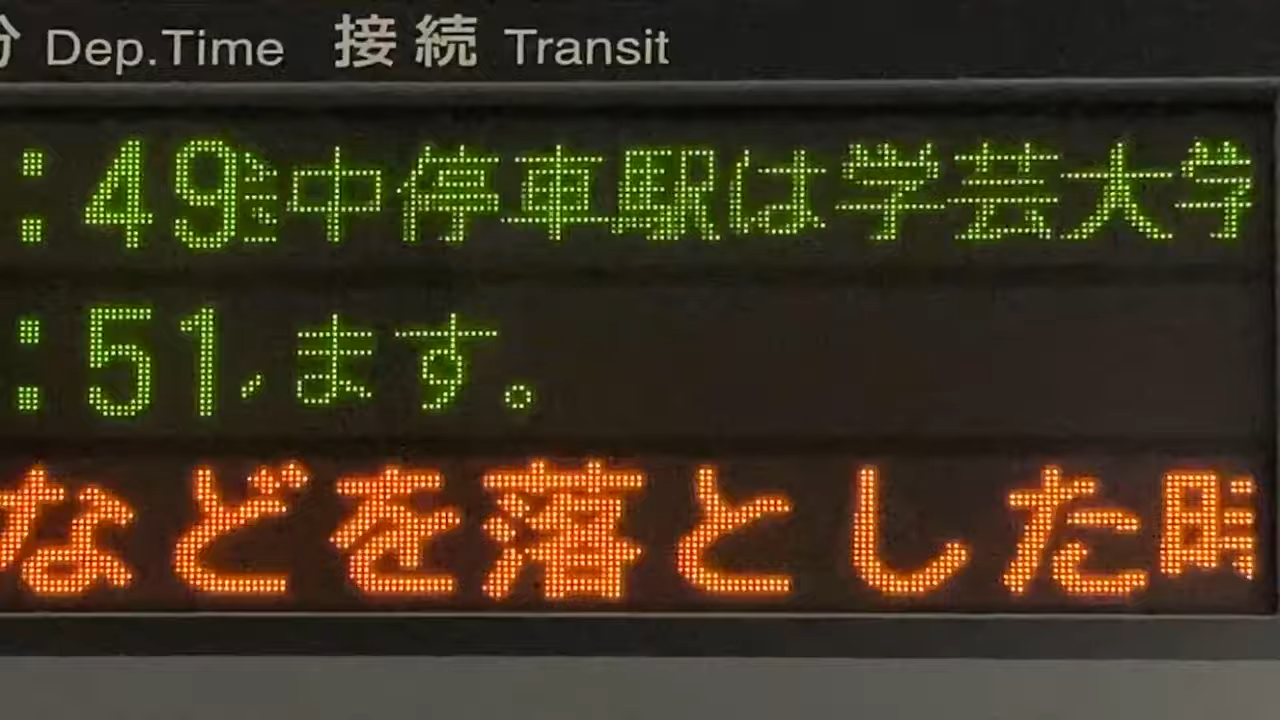 分 Dep.Time 接続 Transit
:49 中停車駅は学芸大学
:51 ます。
などを落とした時